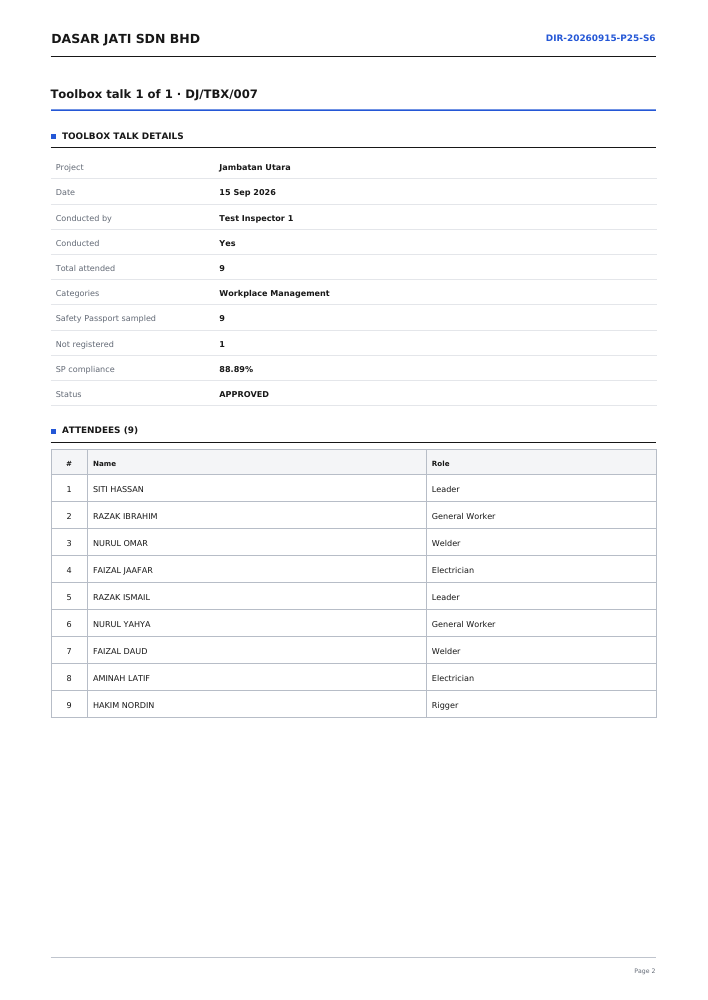 DASAR JATI SDN BHD
DIR-20260915-P25-S6
Toolbox talk 1 of 1 · DJ/TBX/007
TOOLBOX TALK DETAILS
Project Jambatan Utara
Date 15 Sep 2026
Conducted by Test Inspector 1
Conducted Yes
Total attended 9
Categories Workplace Management
Safety Passport sampled 9
Not registered 1
SP compliance 88.89%
Status APPROVED
ATTENDEES (9)
# Name Role
1 SITI HASSAN Leader
2 RAZAK IBRAHIM General Worker
3 NURUL OMAR Welder
4 FAIZAL JAAFAR Electrician
5 RAZAK ISMAIL Leader
6 NURUL YAHYA General Worker
7 FAIZAL DAUD Welder
8 AMINAH LATIF Electrician
9 HAKIM NORDIN Rigger
Page 2